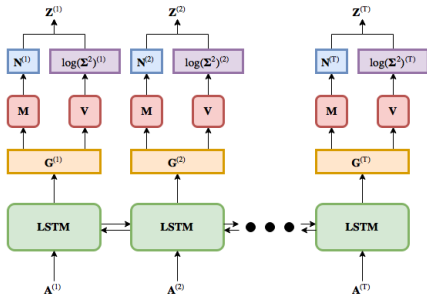 Z^(1) Z^(2) Z^(T)
N^(1) log(Σ²)^(1) N^(2) log(Σ²)^(2) N^(T) log(Σ²)^(T)
M V M V M V
G^(1) G^(2) G^(T)
LSTM LSTM LSTM
A^(1) A^(2) A^(T)